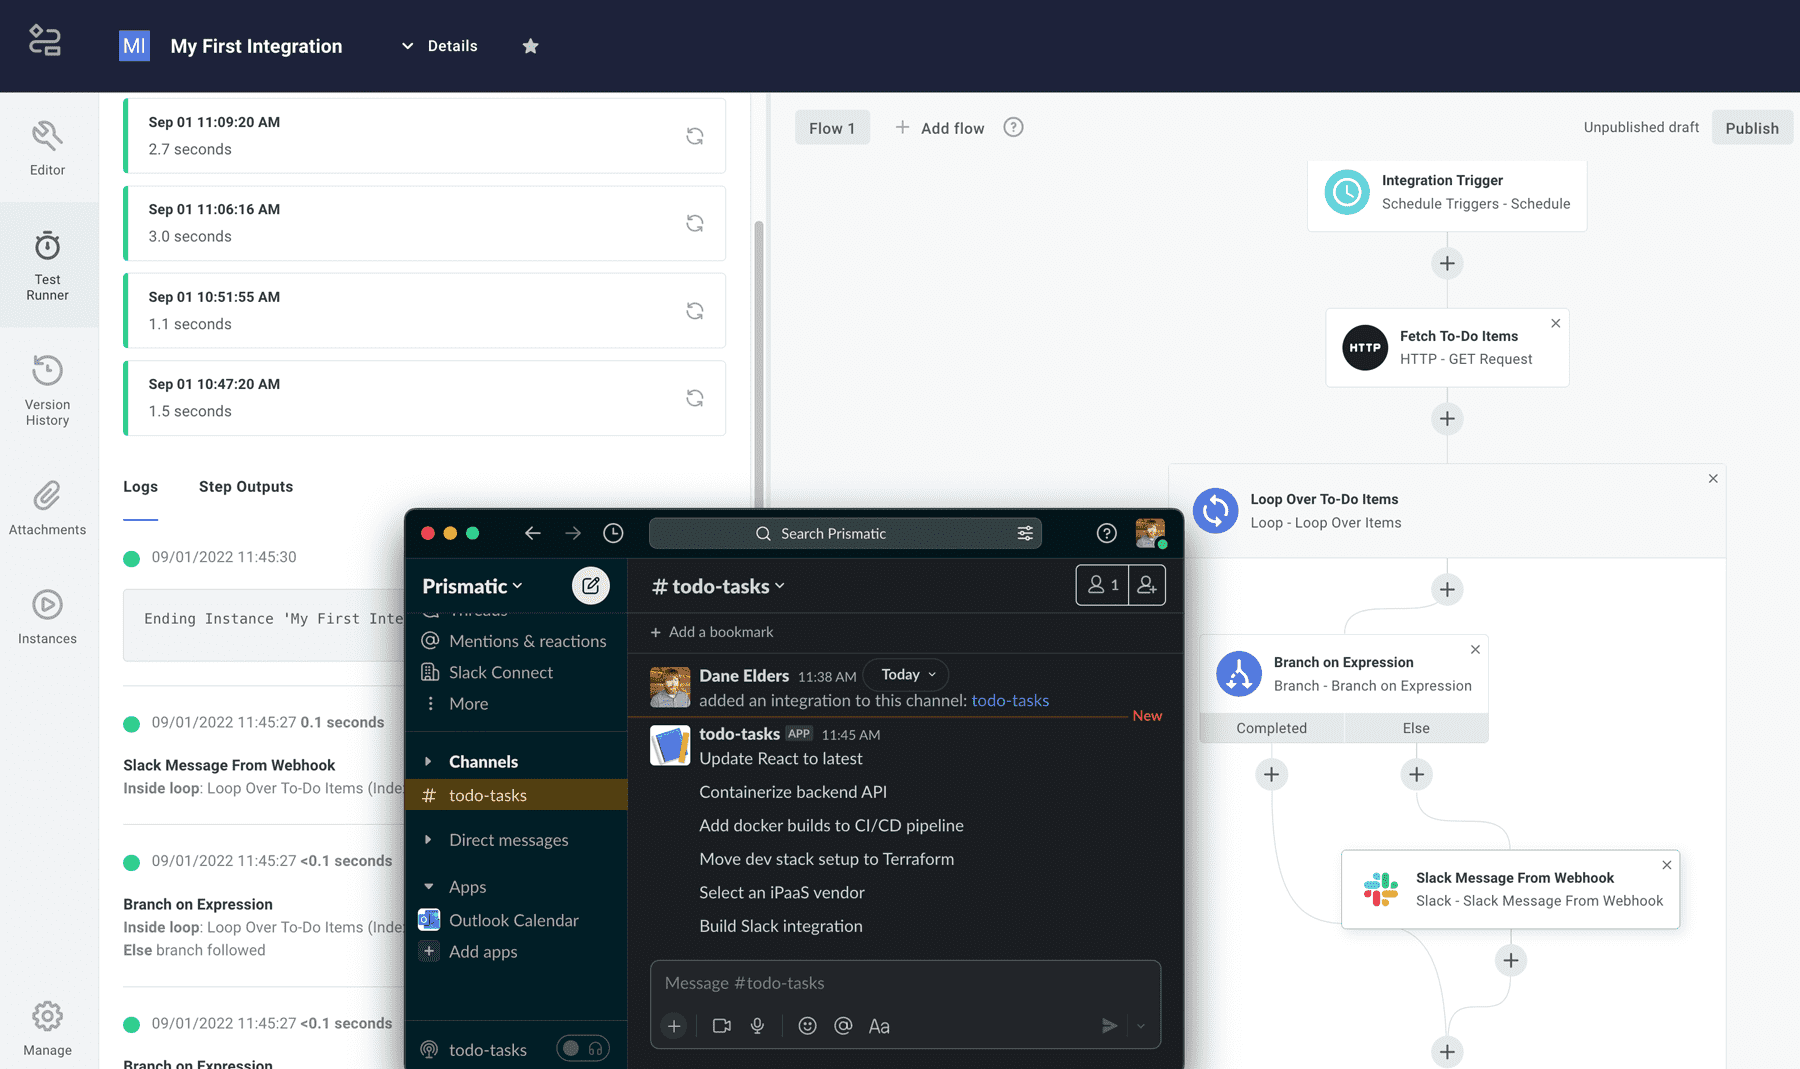 MI My First Integration Details
Editor
Test
Runner
Version
History
Attachments
Instances
Manage
Sep 01 11:09:20 AM
2.7 seconds
Sep 01 11:06:16 AM
3.0 seconds
Sep 01 10:51:55 AM
1.1 seconds
Sep 01 10:47:20 AM
1.5 seconds
Logs Step Outputs
09/01/2022 11:45:30
Ending Instance 'My First Inte
09/01/2022 11:45:27 0.1 seconds
Slack Message From Webhook
Inside loop: Loop Over To-Do Items (Inde
09/01/2022 11:45:27 <0.1 seconds
Branch on Expression
Inside loop: Loop Over To-Do Items (Inde
Else branch followed
09/01/2022 11:45:27 <0.1 seconds
Branch on Expression
Flow 1 + Add flow ? Unpublished draft Publish
Integration Trigger
Schedule Triggers - Schedule
HTTP
Fetch To-Do Items
HTTP - GET Request
Loop Over To-Do Items
Loop - Loop Over Items
Branch on Expression
Branch - Branch on Expression
Completed Else
Slack Message From Webhook
Slack - Slack Message From Webhook
Search Prismatic
Prismatic
Threads
Mentions & reactions
Slack Connect
More
Channels
# todo-tasks
Direct messages
Apps
Outlook Calendar
+ Add apps
todo-tasks
# todo-tasks 1
+ Add a bookmark
Today
Dane Elders 11:38 AM
added an integration to this channel: todo-tasks
New
todo-tasks APP 11:45 AM
Update React to latest
Containerize backend API
Add docker builds to CI/CD pipeline
Move dev stack setup to Terraform
Select an iPaaS vendor
Build Slack integration
Message #todo-tasks
Aa